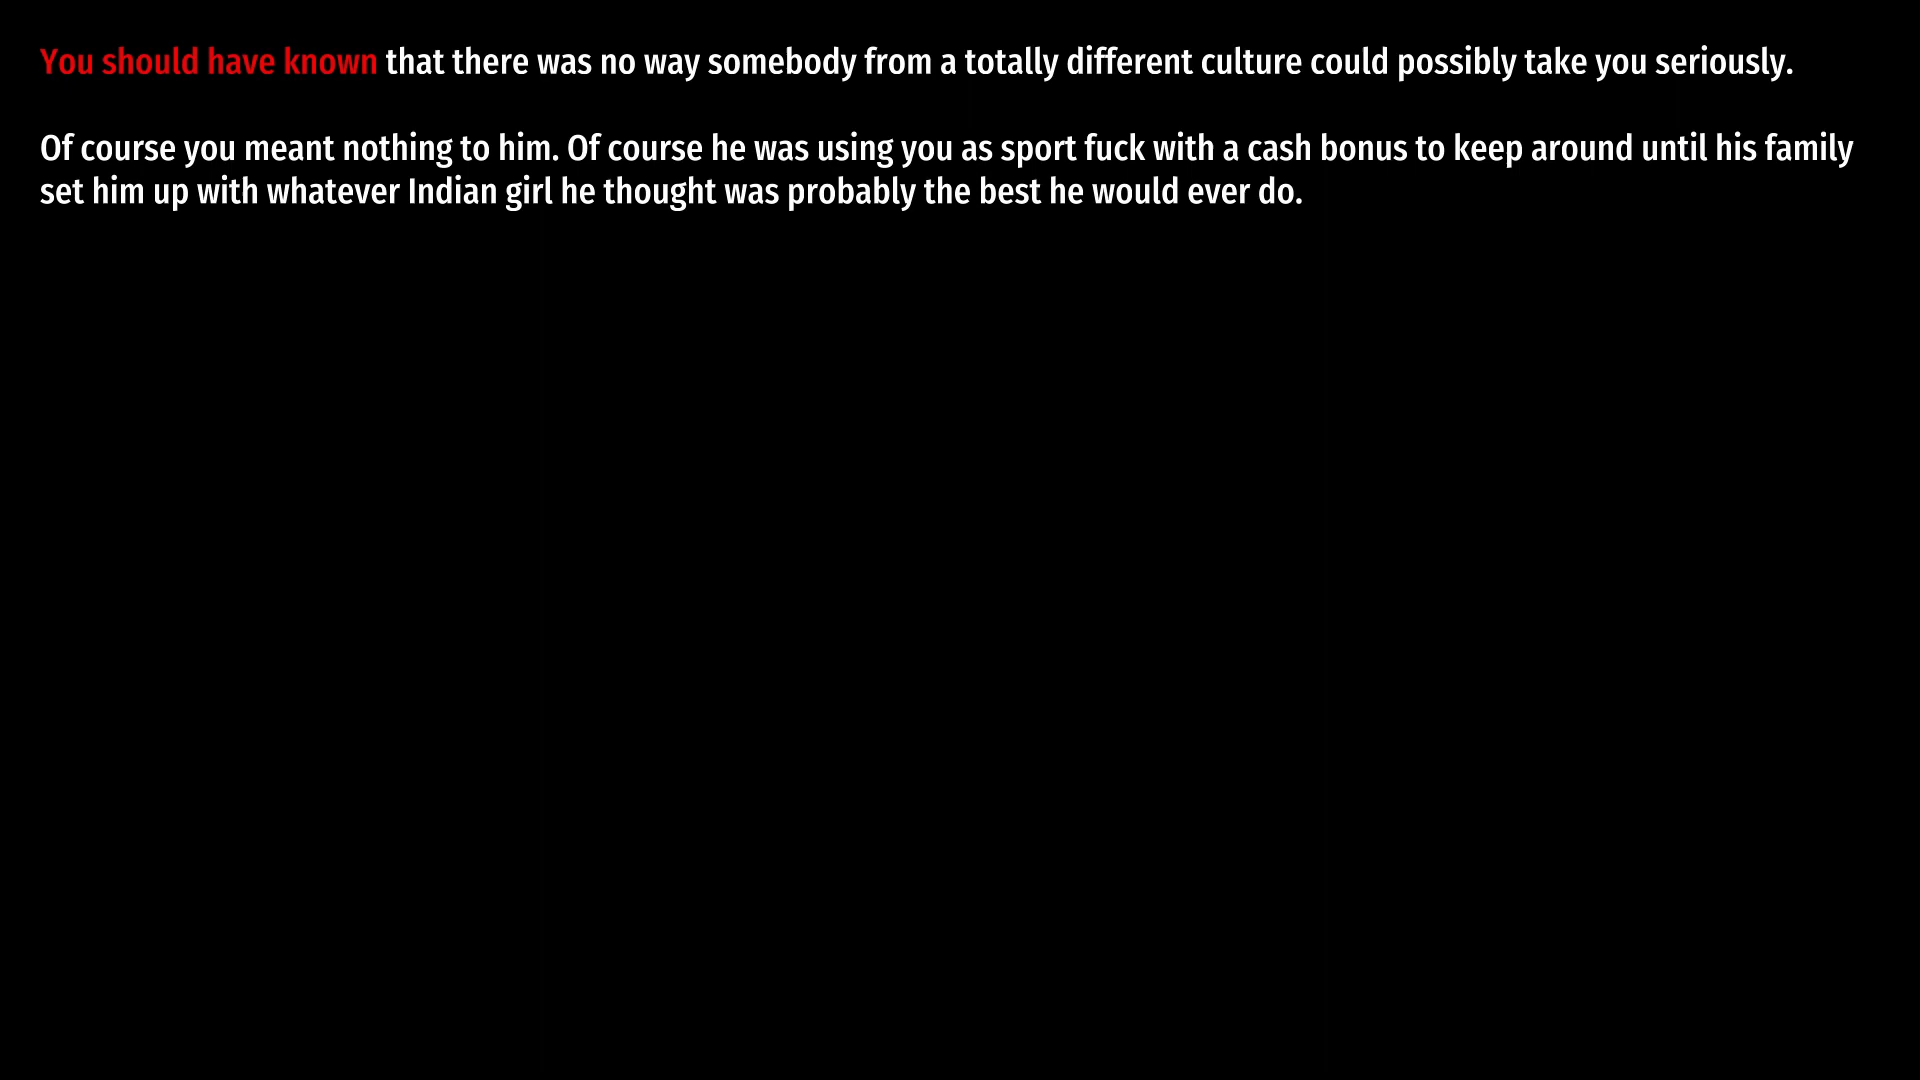 You should have known that there was no way somebody from a totally different culture could possibly take you seriously.
Of course you meant nothing to him. Of course he was using you as sport fuck with a cash bonus to keep around until his family
set him up with whatever Indian girl he thought was probably the best he would ever do.